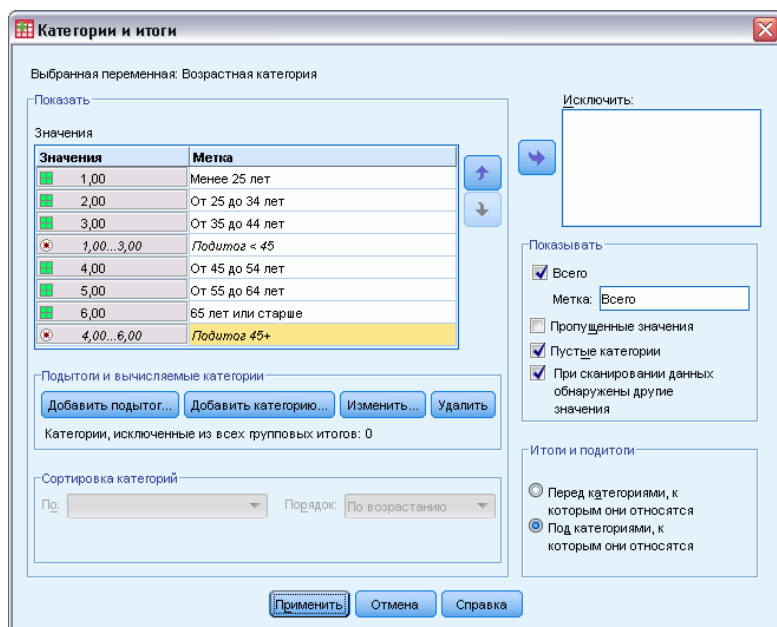 Категории и итоги
Выбранная переменная: Возрастная категория
Показать
Значения
Значения Метка
1,00 Менее 25 лет
2,00 От 25 до 34 лет
3,00 От 35 до 44 лет
1,00...3,00 Подитог < 45
4,00 От 45 до 54 лет
5,00 От 55 до 64 лет
6,00 65 лет или старше
4,00...6,00 Подитог 45+
Подытоги и вычисляемые категории
Добавить подытог... Добавить категорию... Изменить... Удалить
Категории, исключенные из всех групповых итогов: 0
Сортировка категорий
По: Порядок: По возрастанию
Исключить:
Показывать
Всего
Метка: Всего
Пропущенные значения
Пустые категории
При сканировании данных
обнаружены другие
значения
Итоги и подитоги
Перед категориями, к
которым они относятся
Под категориями, к
которым они относятся
Применить Отмена Справка